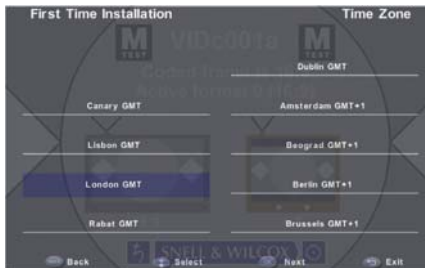 First Time Installation Time Zone
M M
TEST VIDc001a TEST
Dublin GMT
Canary GMT Amsterdam GMT+1
Lisbon GMT Beograd GMT+1
London GMT Berlin GMT+1
Rabat GMT Brussels GMT+1
SNELL & WILCOX
Back Select Next Exit